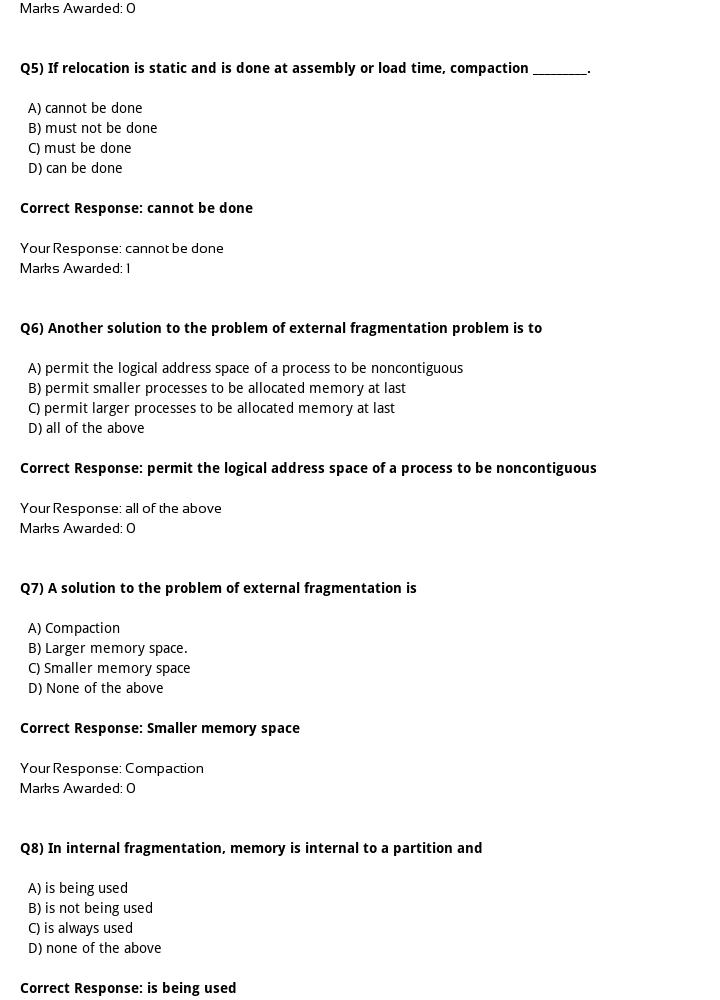 Marks Awarded: 0
Q5) If relocation is static and is done at assembly or load time, compaction _________.
A) cannot be done
B) must not be done
C) must be done
D) can be done
Correct Response: cannot be done
Your Response: cannot be done
Marks Awarded: 1
Q6) Another solution to the problem of external fragmentation problem is to
A) permit the logical address space of a process to be noncontiguous
B) permit smaller processes to be allocated memory at last
C) permit larger processes to be allocated memory at last
D) all of the above
Correct Response: permit the logical address space of a process to be noncontiguous
Your Response: all of the above
Marks Awarded: 0
Q7) A solution to the problem of external fragmentation is
A) Compaction
B) Larger memory space.
C) Smaller memory space
D) None of the above
Correct Response: Smaller memory space
Your Response: Compaction
Marks Awarded: 0
Q8) In internal fragmentation, memory is internal to a partition and
A) is being used
B) is not being used
C) is always used
D) none of the above
Correct Response: is being used